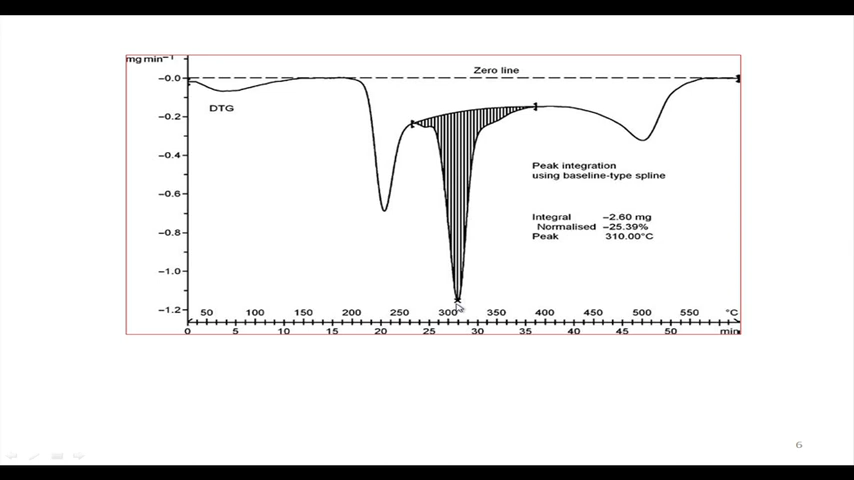 mg min⁻¹
Zero line
−0.0
DTG
−0.2
−0.4
Peak integration
using baseline-type spline
−0.6
Integral −2.60 mg
Normalised −25.39%
Peak 310.00°C
−0.8
−1.0
−1.2
50 100 150 200 250 300 350 400 450 500 550 °C
0 5 10 15 20 25 30 35 40 45 50 min
6